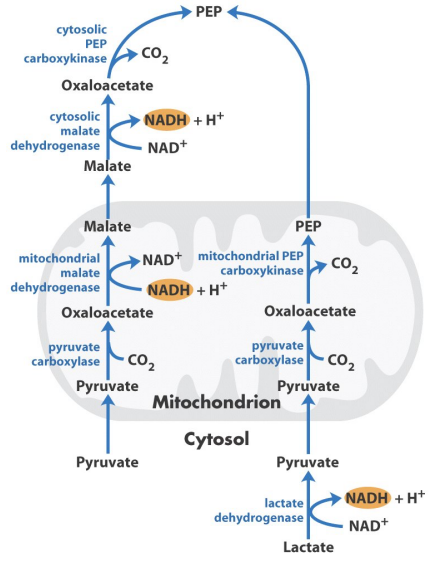 PEP
cytosolic
PEP
carboxykinase
CO₂
Oxaloacetate
cytosolic
malate
dehydrogenase
NADH + H⁺
NAD⁺
Malate
Malate
mitochondrial
malate
dehydrogenase
NAD⁺
NADH + H⁺
Oxaloacetate
pyruvate
carboxylase
CO₂
Pyruvate
Pyruvate
PEP
mitochondrial PEP
carboxykinase
CO₂
Oxaloacetate
pyruvate
carboxylase
CO₂
Pyruvate
Mitochondrion
Cytosol
Pyruvate
lactate
dehydrogenase
NADH + H⁺
NAD⁺
Lactate